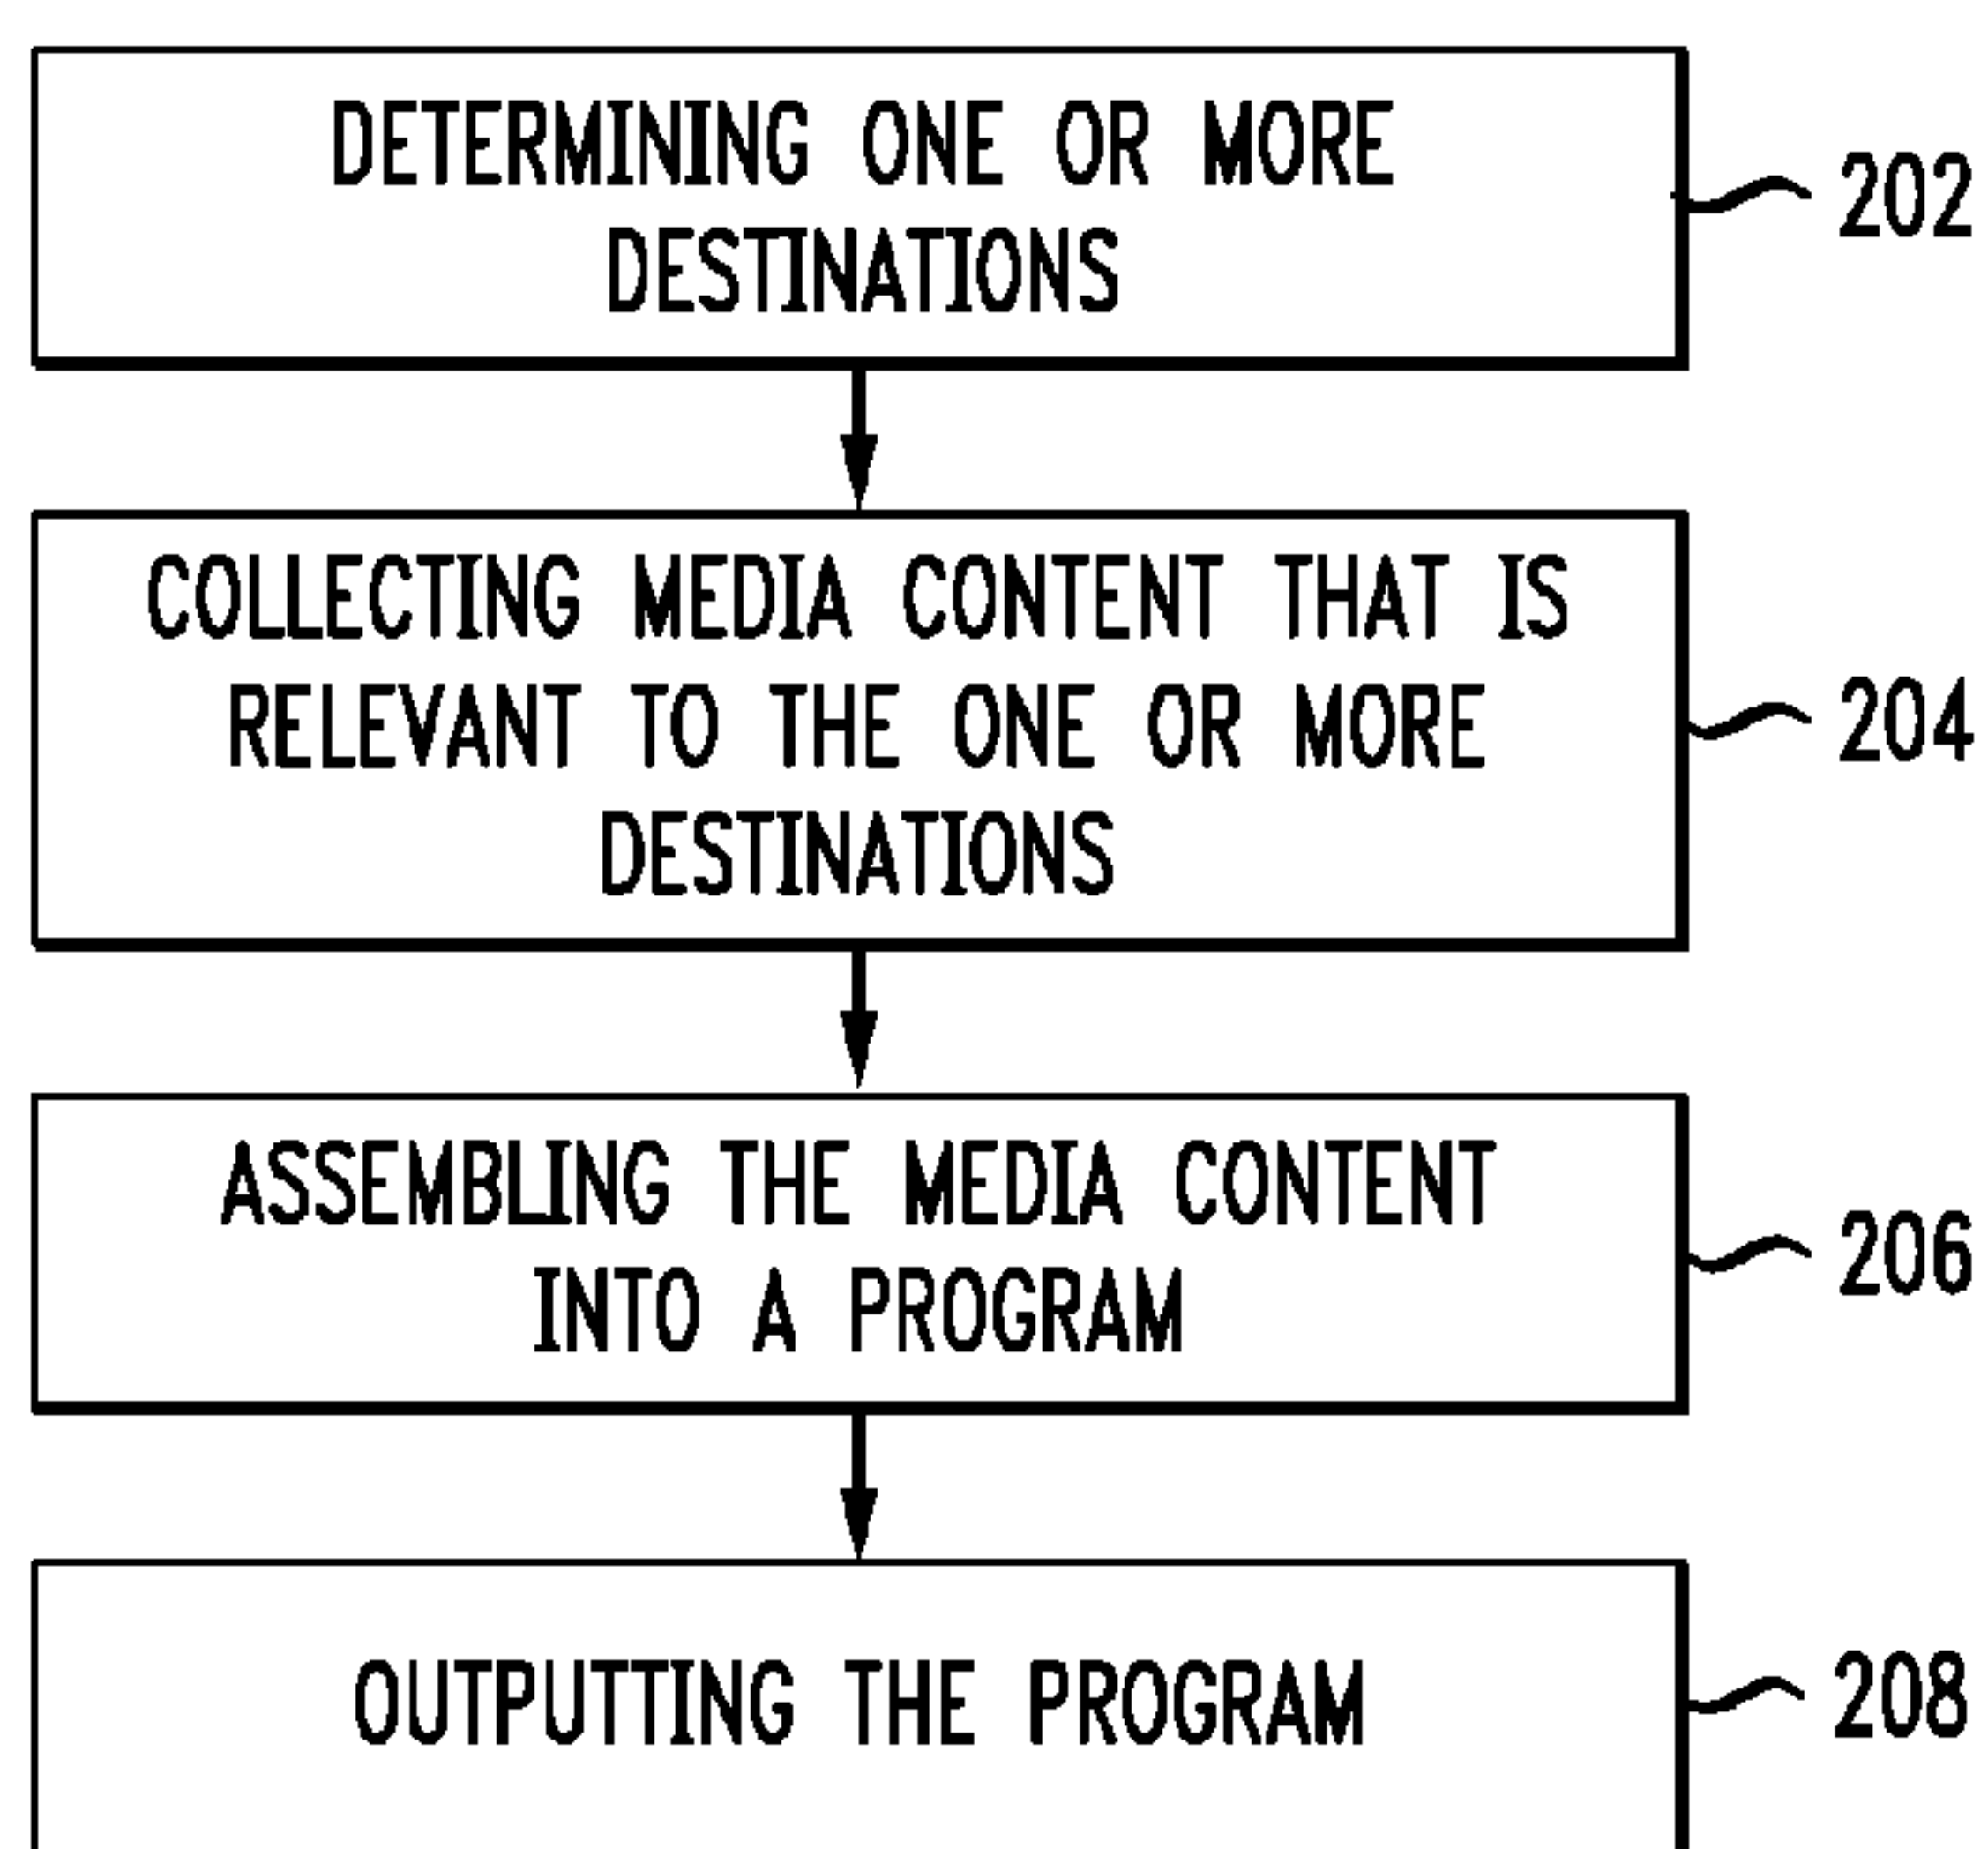 DETERMINING ONE OR MORE
DESTINATIONS
202
COLLECTING MEDIA CONTENT THAT IS
RELEVANT TO THE ONE OR MORE
DESTINATIONS
204
ASSEMBLING THE MEDIA CONTENT
INTO A PROGRAM
206
OUTPUTTING THE PROGRAM
208